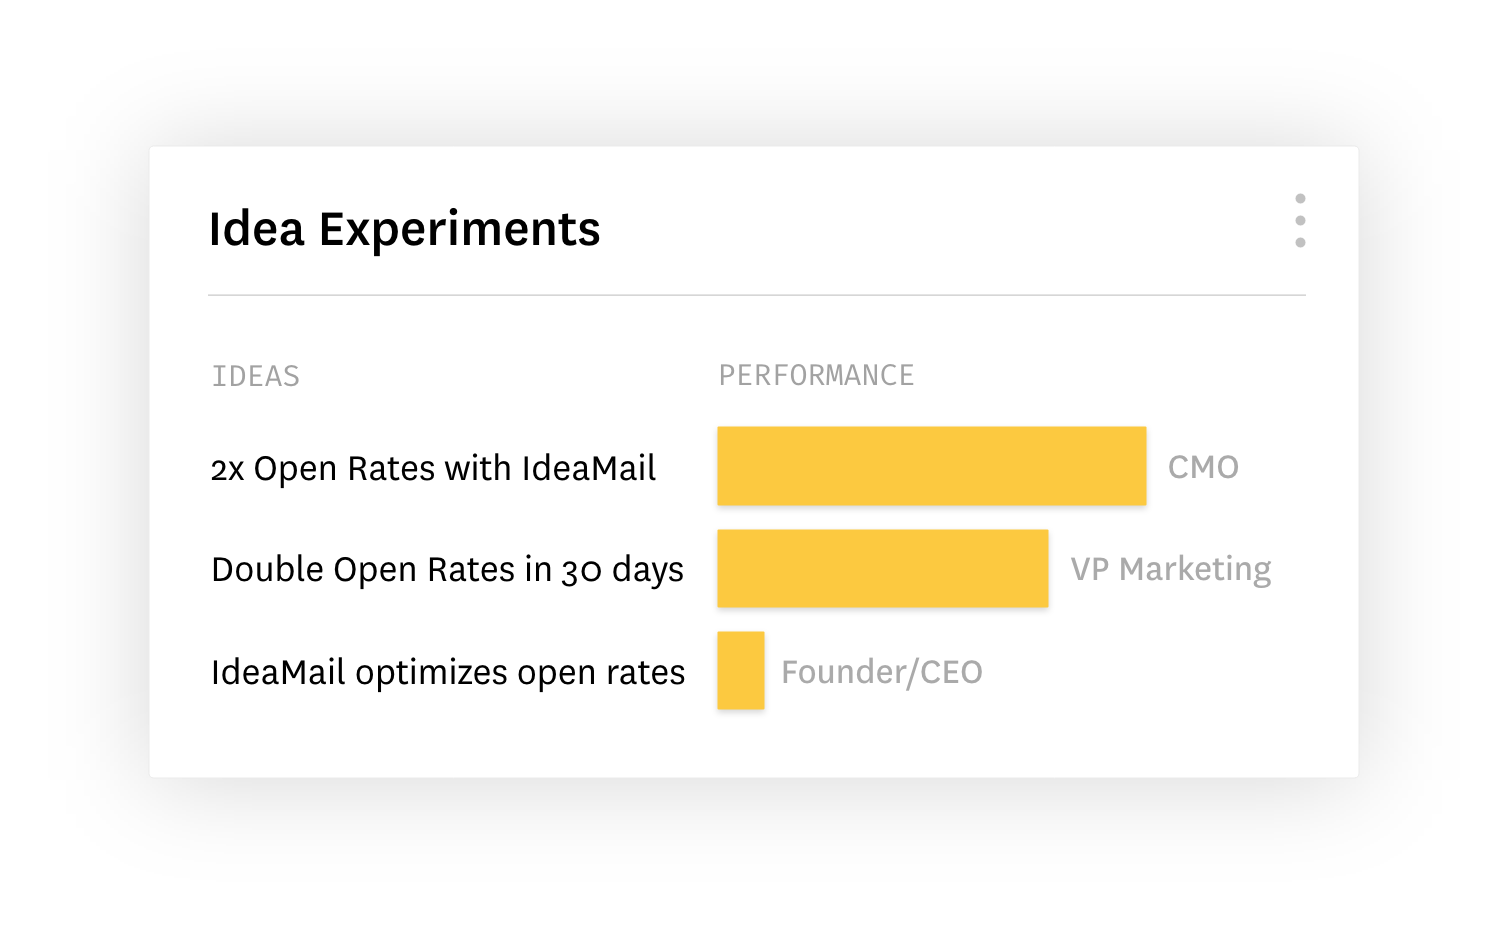 Idea Experiments
IDEAS PERFORMANCE
2x Open Rates with IdeaMail CMO
Double Open Rates in 30 days VP Marketing
IdeaMail optimizes open rates Founder/CEO